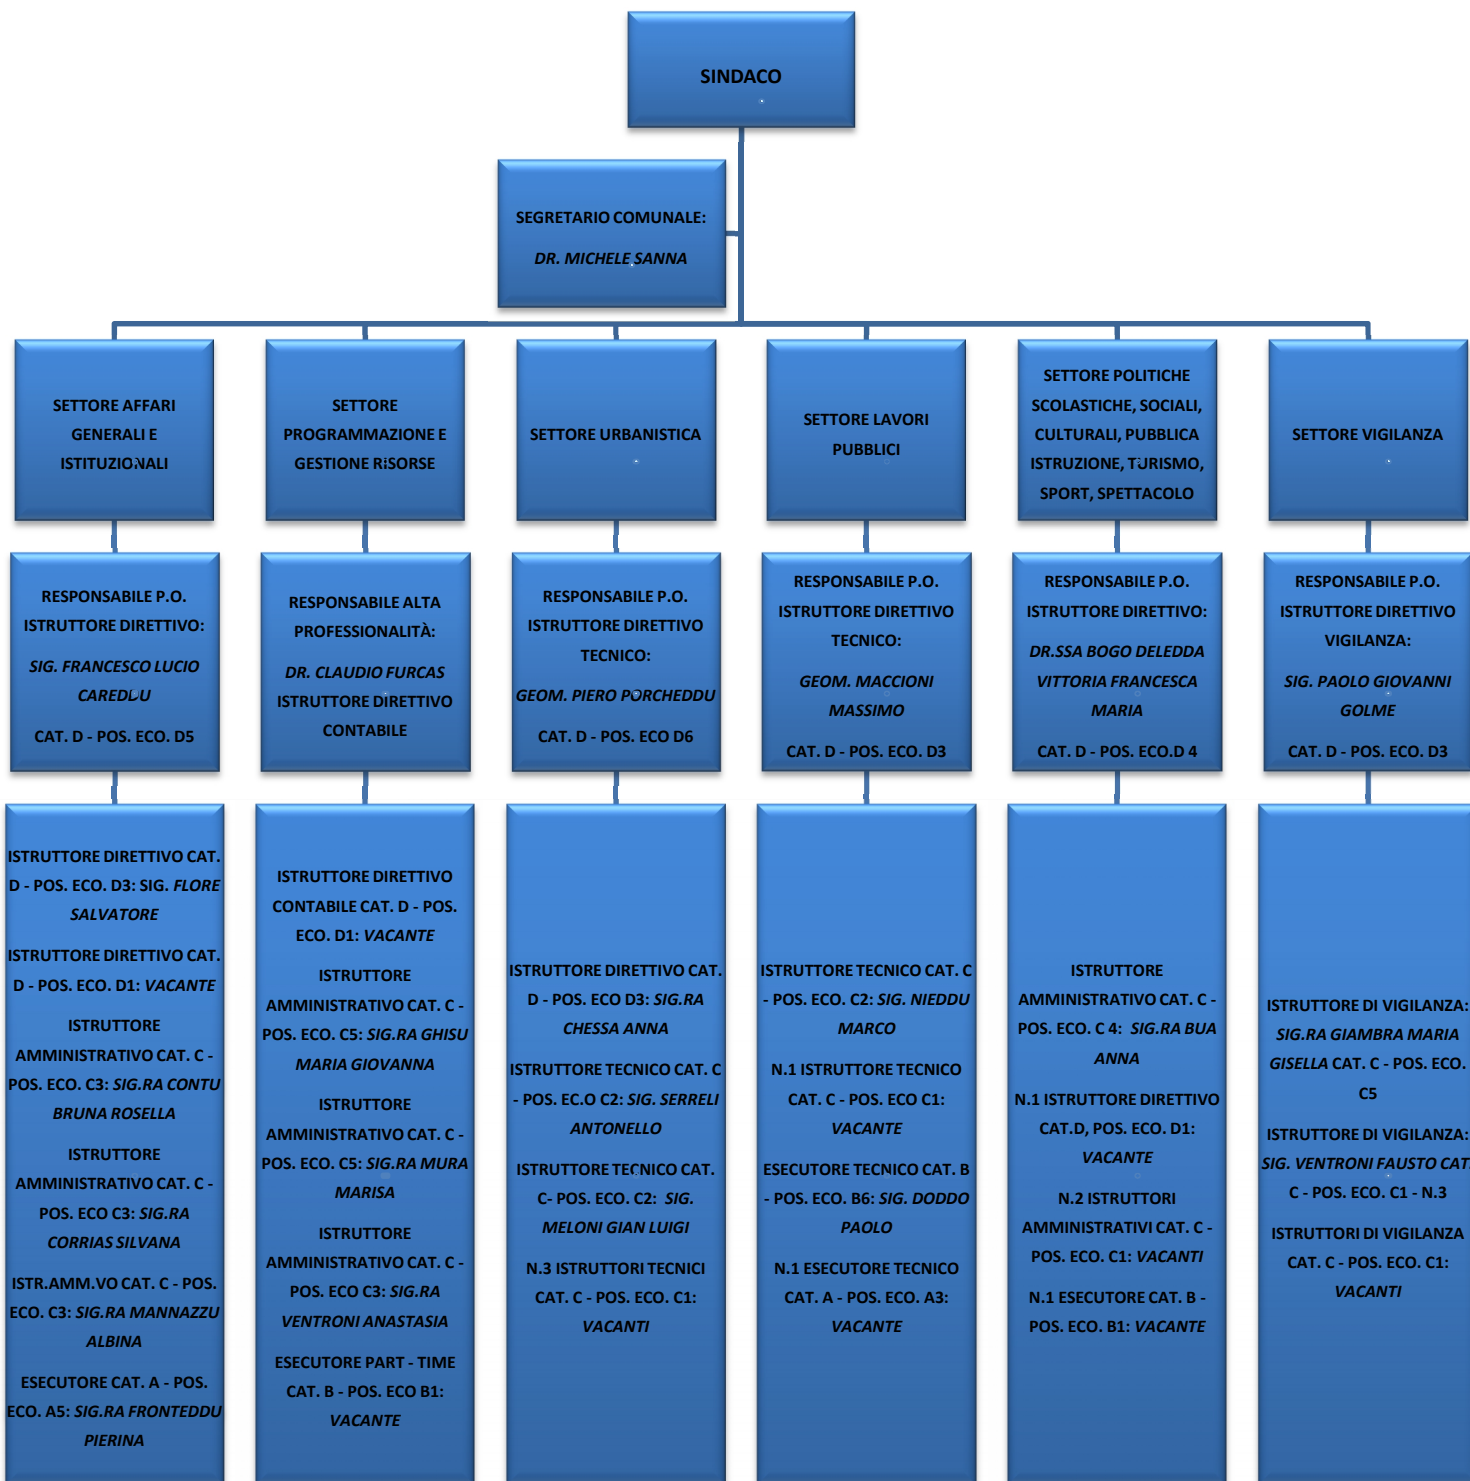 SINDACO
SEGRETARIO COMUNALE:
DR. MICHELE SANNA
SETTORE AFFARI
GENERALI E
ISTITUZIONALI
SETTORE
PROGRAMMAZIONE E
GESTIONE RISORSE
SETTORE URBANISTICA
SETTORE LAVORI
PUBBLICI
SETTORE POLITICHE
SCOLASTICHE, SOCIALI,
CULTURALI, PUBBLICA
ISTRUZIONE, TURISMO,
SPORT, SPETTACOLO
SETTORE VIGILANZA
RESPONSABILE P.O.
ISTRUTTORE DIRETTIVO:
SIG. FRANCESCO LUCIO
CAREDDU
CAT. D - POS. ECO. D5
RESPONSABILE ALTA
PROFESSIONALITÀ:
DR. CLAUDIO FURCAS
ISTRUTTORE DIRETTIVO
CONTABILE
RESPONSABILE P.O.
ISTRUTTORE DIRETTIVO
TECNICO:
GEOM. PIERO PORCHEDDU
CAT. D - POS. ECO D6
RESPONSABILE P.O.
ISTRUTTORE DIRETTIVO
TECNICO:
GEOM. MACCIONI
MASSIMO
CAT. D - POS. ECO. D3
RESPONSABILE P.O.
ISTRUTTORE DIRETTIVO:
DR.SSA BOGO DELEDDA
VITTORIA FRANCESCA
MARIA
CAT. D - POS. ECO.D 4
RESPONSABILE P.O.
ISTRUTTORE DIRETTIVO
VIGILANZA:
SIG. PAOLO GIOVANNI
GOLME
CAT. D - POS. ECO. D3
ISTRUTTORE DIRETTIVO CAT.
D - POS. ECO. D3: SIG. FLORE
SALVATORE
ISTRUTTORE DIRETTIVO CAT.
D - POS. ECO. D1: VACANTE
ISTRUTTORE
AMMINISTRATIVO CAT. C -
POS. ECO. C3: SIG.RA CONTU
BRUNA ROSELLA
ISTRUTTORE
AMMINISTRATIVO CAT. C -
POS. ECO C3: SIG.RA
CORRIAS SILVANA
ISTR.AMM.VO CAT. C - POS.
ECO. C3: SIG.RA MANNAZZU
ALBINA
ESECUTORE CAT. A - POS.
ECO. A5: SIG.RA FRONTEDDU
PIERINA
ISTRUTTORE DIRETTIVO
CONTABILE CAT. D - POS.
ECO. D1: VACANTE
ISTRUTTORE
AMMINISTRATIVO CAT. C -
POS. ECO. C5: SIG.RA GHISU
MARIA GIOVANNA
ISTRUTTORE
AMMINISTRATIVO CAT. C -
POS. ECO. C5: SIG.RA MURA
MARISA
ISTRUTTORE
AMMINISTRATIVO CAT. C -
POS. ECO C3: SIG.RA
VENTRONI ANASTASIA
ESECUTORE PART - TIME
CAT. B - POS. ECO B1:
VACANTE
ISTRUTTORE DIRETTIVO CAT.
D - POS. ECO D3: SIG.RA
CHESSA ANNA
ISTRUTTORE TECNICO CAT. C
- POS. EC.O C2: SIG. SERRELI
ANTONELLO
ISTRUTTORE TECNICO CAT.
C- POS. ECO. C2: SIG.
MELONI GIAN LUIGI
N.3 ISTRUTTORI TECNICI
CAT. C - POS. ECO. C1:
VACANTI
ISTRUTTORE TECNICO CAT. C
- POS. ECO. C2: SIG. NIEDDU
MARCO
N.1 ISTRUTTORE TECNICO
CAT. C - POS. ECO C1:
VACANTE
ESECUTORE TECNICO CAT. B
- POS. ECO. B6: SIG. DODDO
PAOLO
N.1 ESECUTORE TECNICO
CAT. A - POS. ECO. A3:
VACANTE
ISTRUTTORE
AMMINISTRATIVO CAT. C -
POS. ECO. C 4: SIG.RA BUA
ANNA
N.1 ISTRUTTORE DIRETTIVO
CAT.D, POS. ECO. D1:
VACANTE
N.2 ISTRUTTORI
AMMINISTRATIVI CAT. C -
POS. ECO. C1: VACANTI
N.1 ESECUTORE CAT. B -
POS. ECO. B1: VACANTE
ISTRUTTORE DI VIGILANZA:
SIG.RA GIAMBRA MARIA
GISELLA CAT. C - POS. ECO.
C5
ISTRUTTORE DI VIGILANZA:
SIG. VENTRONI FAUSTO CAT.
C - POS. ECO. C1 - N.3
ISTRUTTORI DI VIGILANZA
CAT. C - POS. ECO. C1:
VACANTI